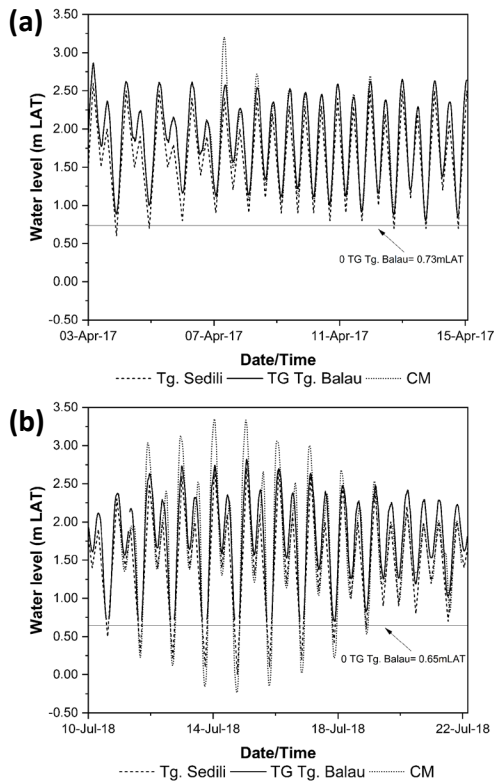 (a)
3.50
3.00
2.50
2.00
1.50
1.00
0.50
0.00
-0.50
Water level (m LAT)
0 TG Tg. Balau= 0.73mLAT
03-Apr-17 07-Apr-17 11-Apr-17 15-Apr-17
Date/Time
Tg. Sedili TG Tg. Balau CM
(b)
3.50
3.00
2.50
2.00
1.50
1.00
0.50
0.00
-0.50
Water level (m LAT)
0 TG Tg. Balau= 0.65mLAT
10-Jul-18 14-Jul-18 18-Jul-18 22-Jul-18
Date/Time
Tg. Sedili TG Tg. Balau CM